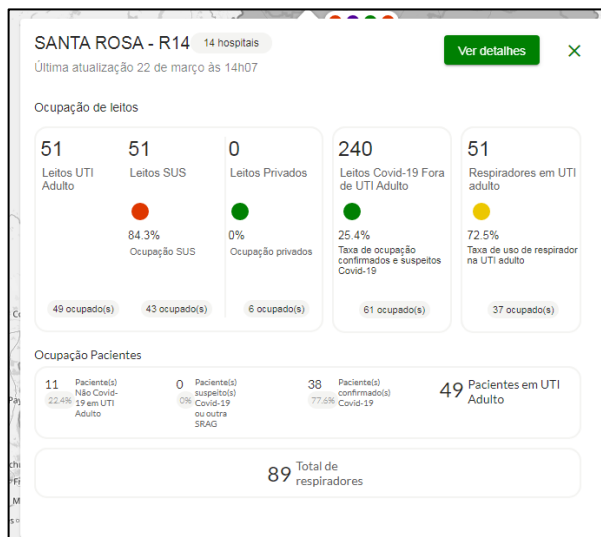 SANTA ROSA - R14 14 hospitais
Ver detalhes
Última atualização 22 de março às 14h07
Ocupação de leitos
51
Leitos UTI
Adulto
49 ocupado(s)
51
Leitos SUS
84.3%
Ocupação SUS
43 ocupado(s)
0
Leitos Privados
0%
Ocupação privados
6 ocupado(s)
240
Leitos Covid-19 Fora
de UTI Adulto
25.4%
Taxa de ocupação
confirmados e suspeitos
Covid-19
61 ocupado(s)
51
Respiradores em UTI
adulto
72.5%
Taxa de uso de respirador
na UTI adulto
37 ocupado(s)
Ocupação Pacientes
11
22.4%
Paciente(s)
Não Covid-
19 em UTI
Adulto
0
0%
Paciente(s)
suspeito(s)
Covid-19
ou outra
SRAG
38
77.6%
Paciente(s)
confirmado(s)
Covid-19
49 Pacientes em UTI
Adulto
89 Total de
respiradores